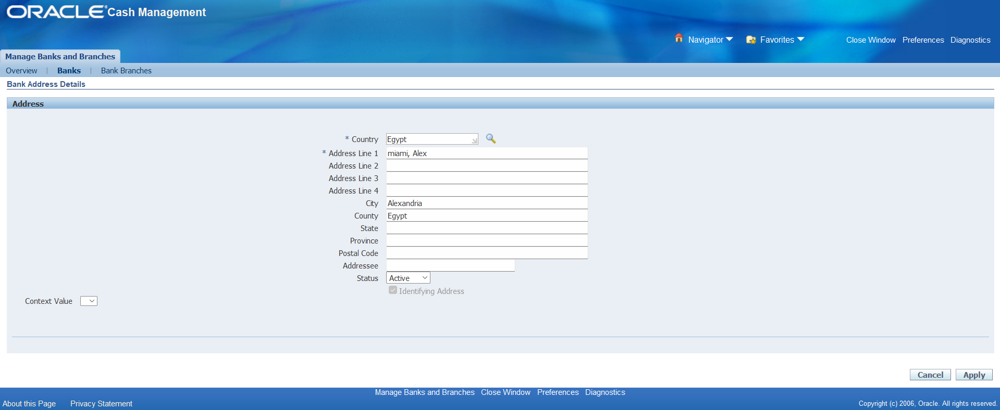 ORACLE® Cash Management
Navigator Favorites Close Window Preferences Diagnostics
Manage Banks and Branches
Overview | Banks | Bank Branches
Bank Address Details
Address
* Country Egypt
* Address Line 1 miami, Alex
Address Line 2
Address Line 3
Address Line 4
City Alexandria
County Egypt
State
Province
Postal Code
Addressee
Status Active
Identifying Address
Context Value
Cancel Apply
Manage Banks and Branches Close Window Preferences Diagnostics
About this Page Privacy Statement Copyright (c) 2006, Oracle. All rights reserved.